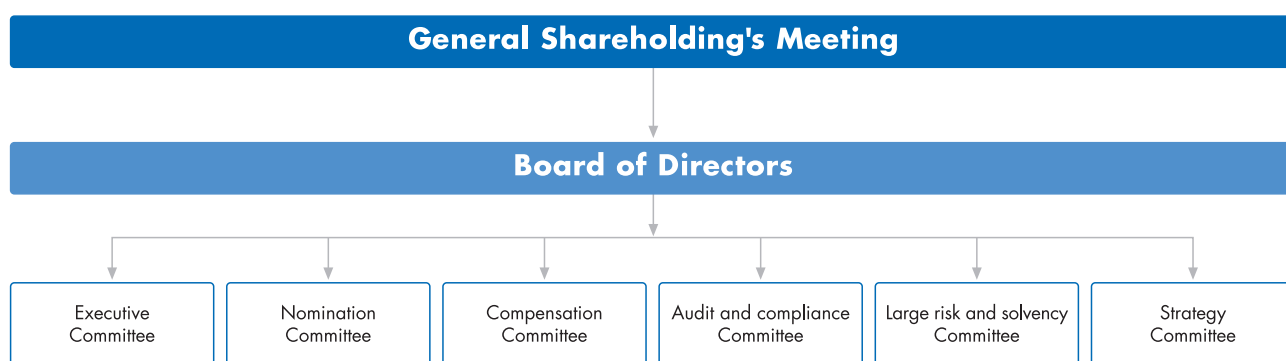 General Shareholding's Meeting
Board of Directors
Executive
Committee
Nomination
Committee
Compensation
Committee
Audit and compliance
Committee
Large risk and solvency
Committee
Strategy
Committee